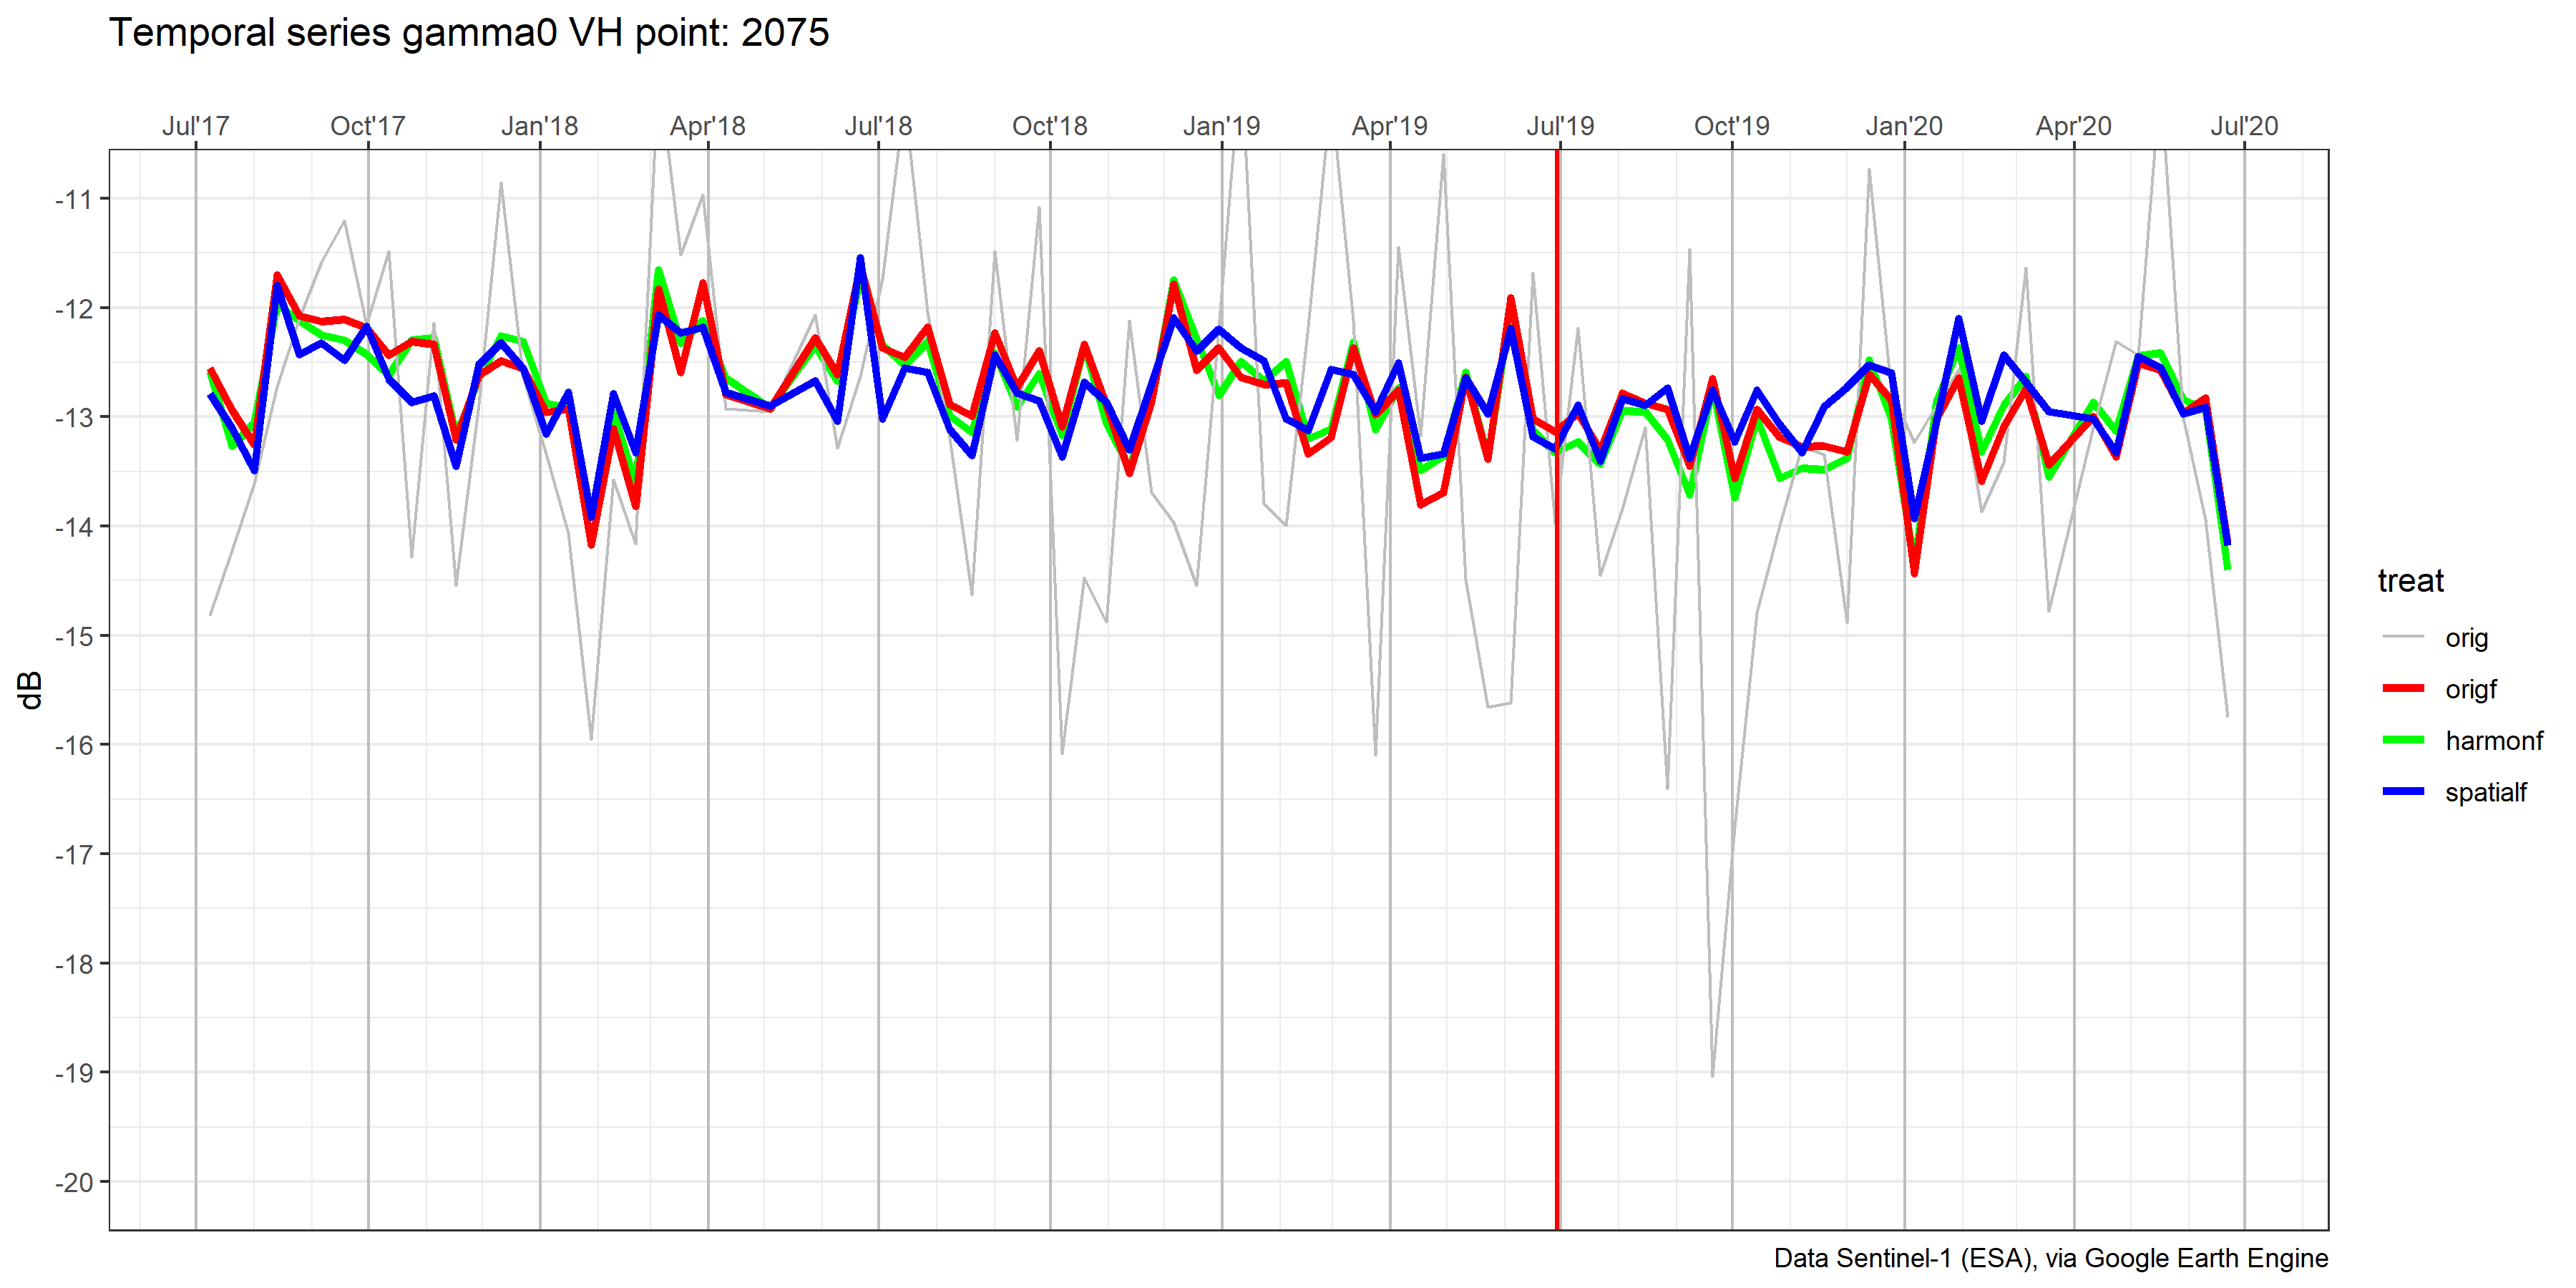 Temporal series gamma0 VH point: 2075
Jul'17 Oct'17 Jan'18 Apr'18 Jul'18 Oct'18 Jan'19 Apr'19 Jul'19 Oct'19 Jan'20 Apr'20 Jul'20
-11
-12
-13
-14
-15
-16
-17
-18
-19
-20
dB
treat
orig
origf
harmonf
spatialf
Data Sentinel-1 (ESA), via Google Earth Engine